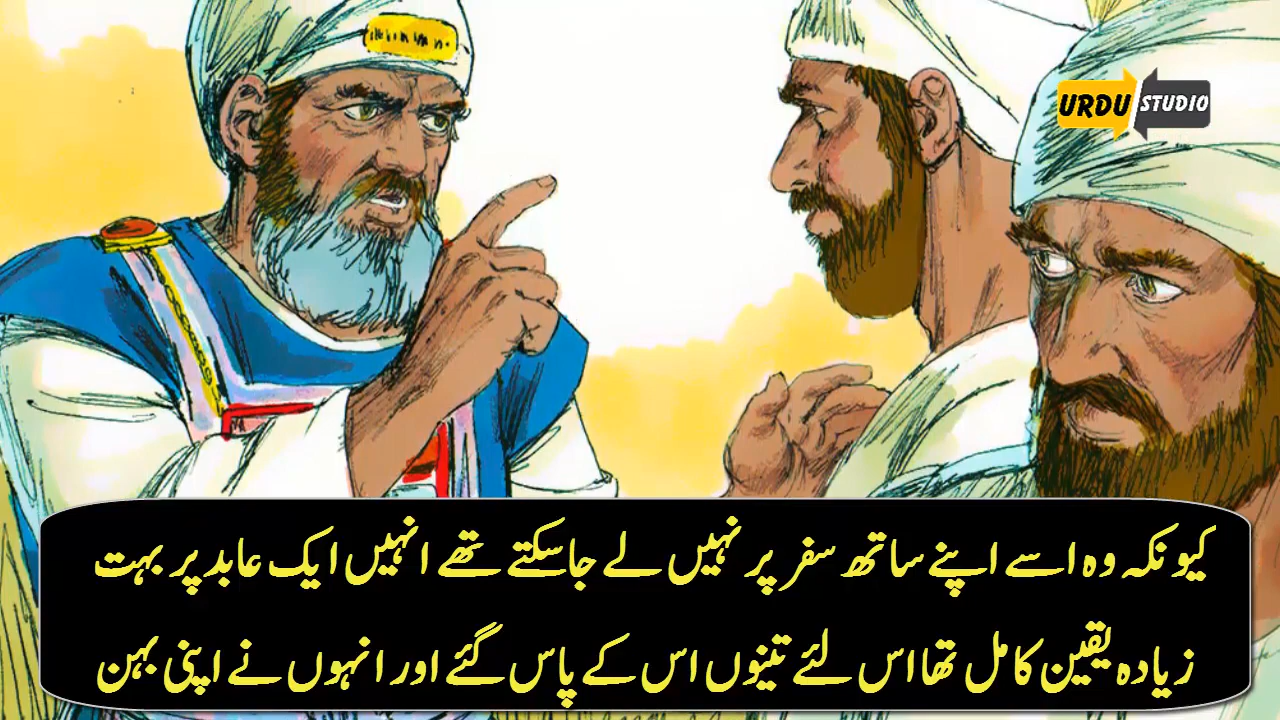 URDU STUDIO
کیونکہ وہ اسے اپنے ساتھ سفر پر نہیں لے جاسکتے تھے انہیں ایک عابد پر بہت
زیادہ یقین کامل تھا اس لئے تینوں اس کے پاس گئے اور انہوں نے اپنی بہن